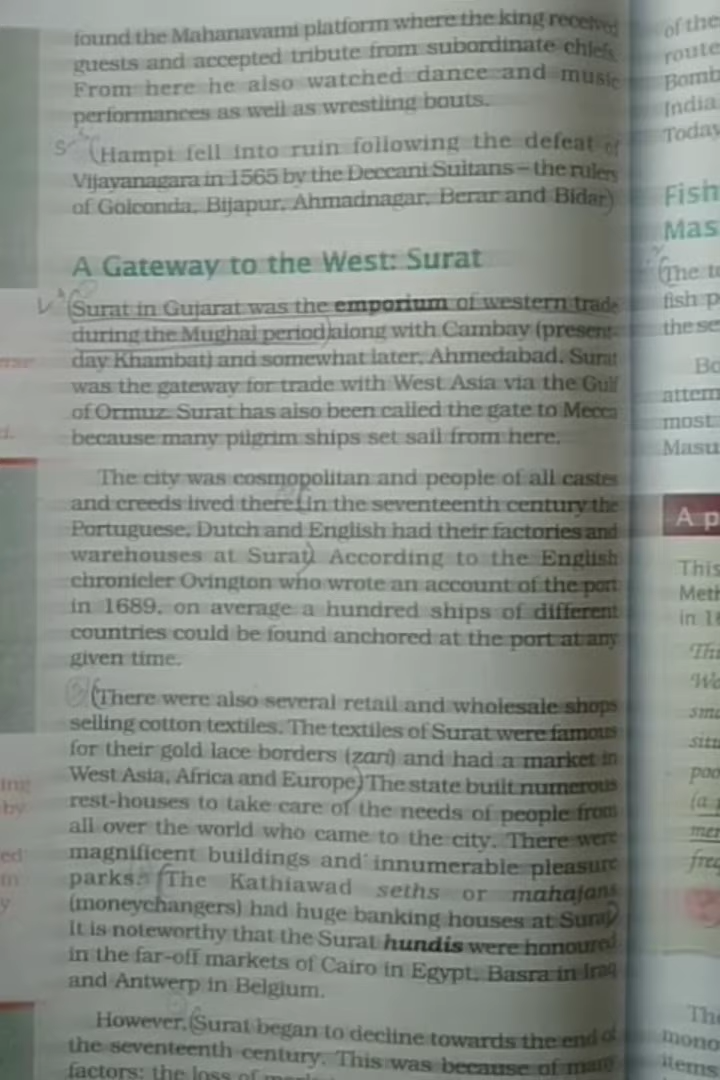 found the Mahanavami platform where the king received
guests and accepted tribute from subordinate chiefs.
From here he also watched dance and music
performances as well as wrestling bouts.
(Hampi fell into ruin following the defeat of
Vijayanagara in 1565 by the Deccani Sultans – the rulers
of Golconda, Bijapur, Ahmadnagar, Berar and Bidar)
A Gateway to the West: Surat
(Surat in Gujarat was the emporium of western trade
during the Mughal period) along with Cambay (present-
day Khambat) and somewhat later, Ahmedabad. Surat
was the gateway for trade with West Asia via the Gulf
of Ormuz. Surat has also been called the gate to Mecca
because many pilgrim ships set sail from here.
The city was cosmopolitan and people of all castes
and creeds lived there. (In the seventeenth century the
Portuguese, Dutch and English had their factories and
warehouses at Surat) According to the English
chronicler Ovington who wrote an account of the port
in 1689, on average a hundred ships of different
countries could be found anchored at the port at any
given time.
(There were also several retail and wholesale shops
selling cotton textiles. The textiles of Surat were famous
for their gold lace borders (zari) and had a market in
West Asia, Africa and Europe) The state built numerous
rest-houses to take care of the needs of people from
all over the world who came to the city. There were
magnificent buildings and innumerable pleasure
parks. (The Kathiawad seths or mahajans
(moneychangers) had huge banking houses at Surat)
It is noteworthy that the Surat hundis were honoured
in the far-off markets of Cairo in Egypt, Basra in Iraq
and Antwerp in Belgium.
However, (Surat began to decline towards the end of
the seventeenth century. This was because of many
factors: the loss of
of the
route
Bomb
India
Today
Fish
Mas
(The t
fish p
the se
Bo
attem
most
Masu
A p
This
Meth
in 16
Thi
We
sma
situ
poo
(a
mer
freq
The
mono
items
ing
by
ed